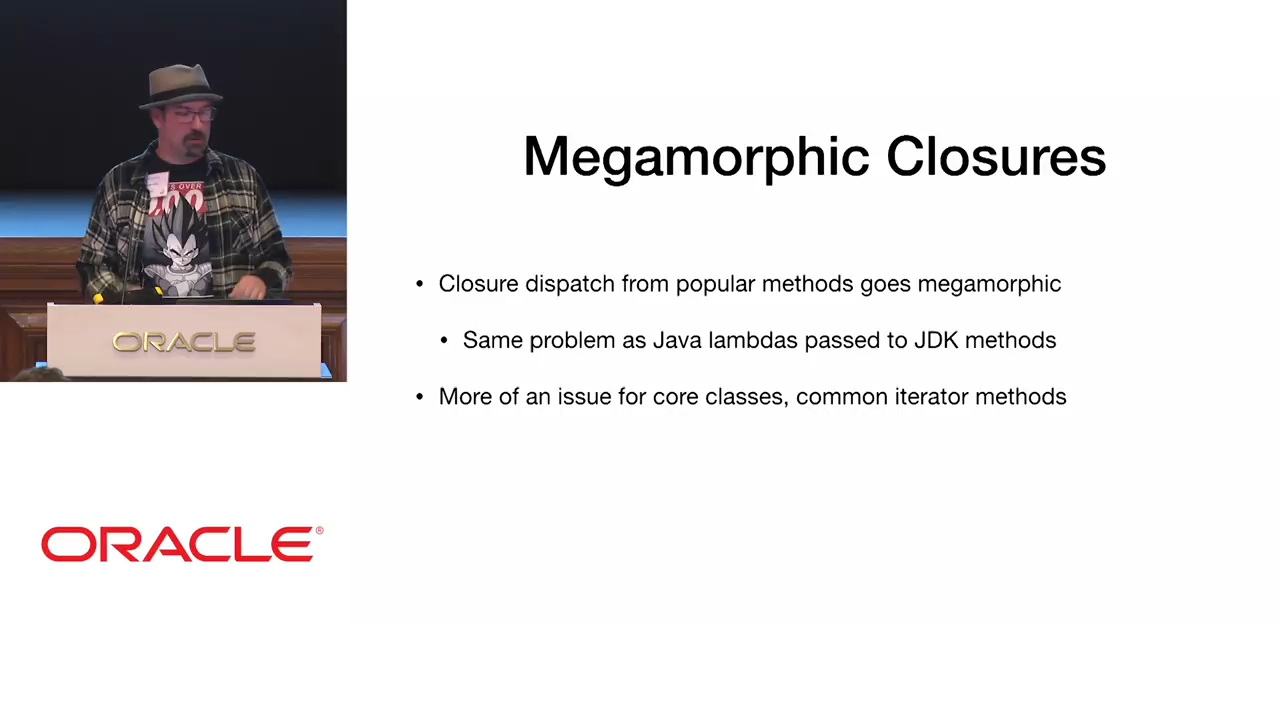 Megamorphic Closures
• Closure dispatch from popular methods goes megamorphic
• Same problem as Java lambdas passed to JDK methods
• More of an issue for core classes, common iterator methods
S OVER
ORACLE
ORACLE®